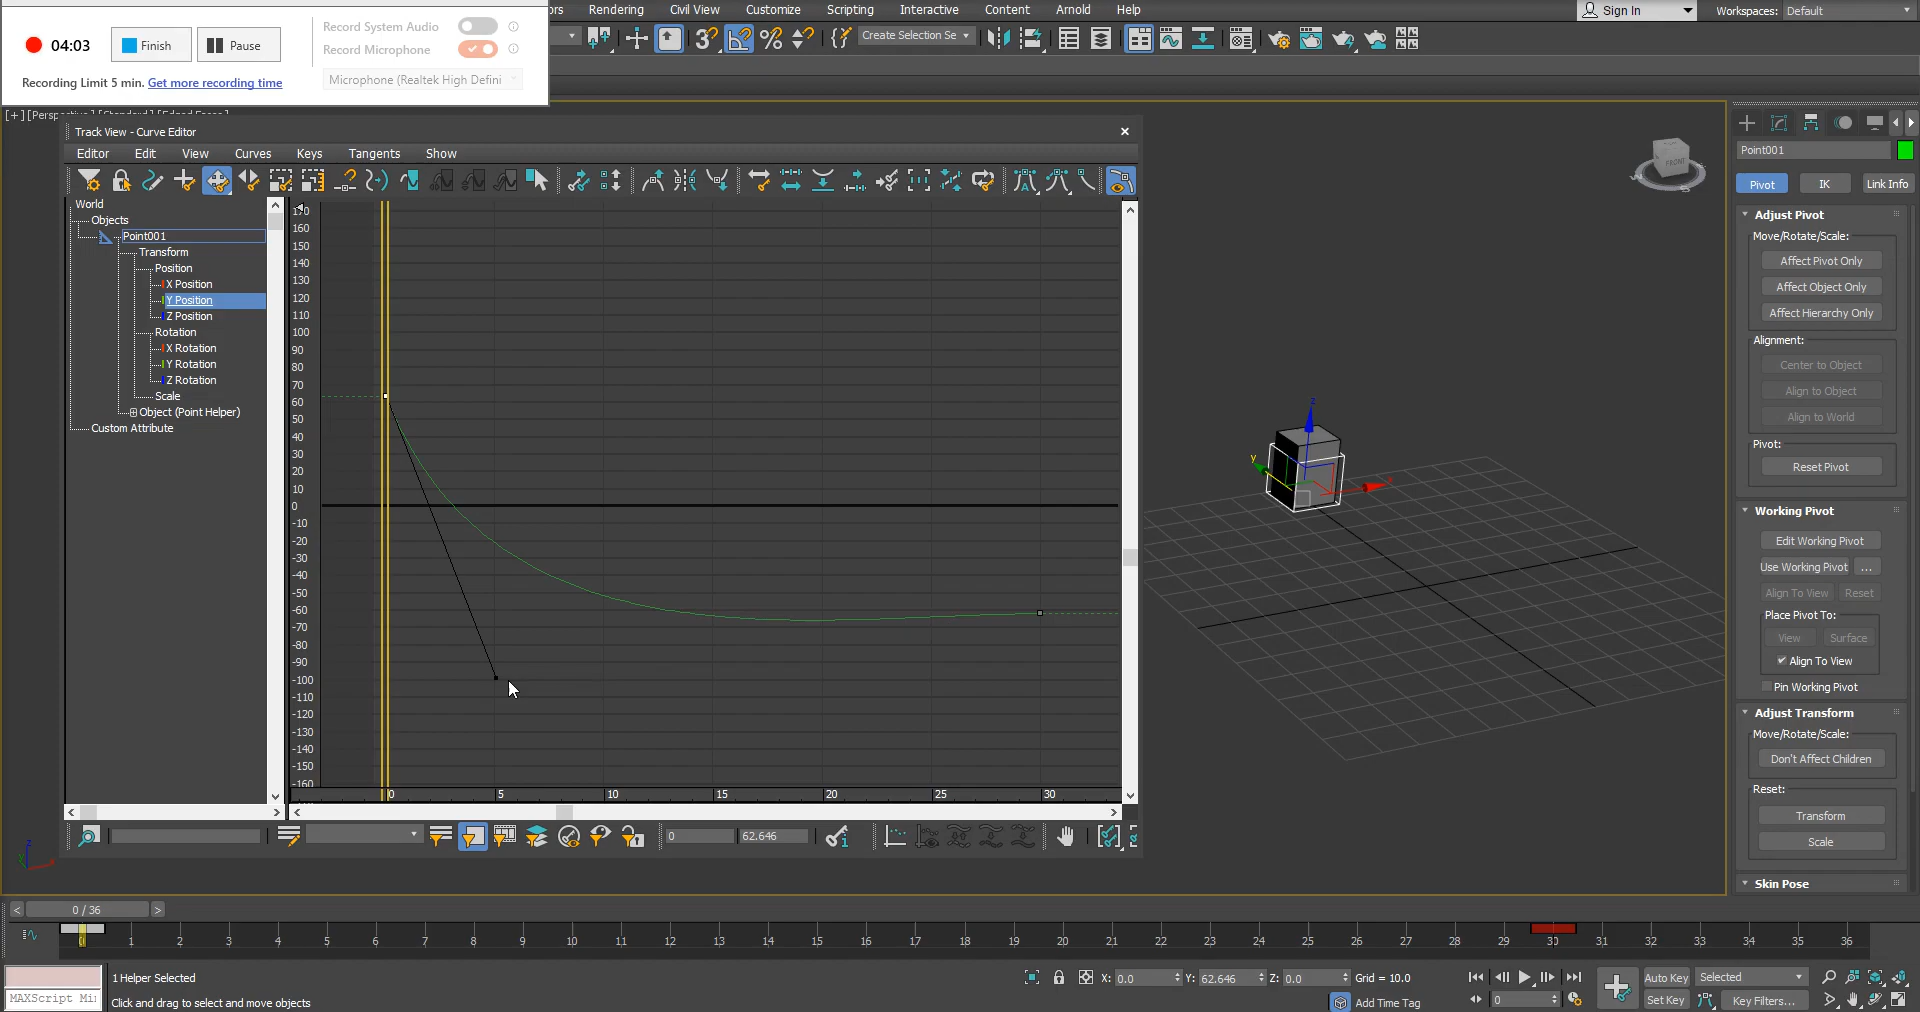 ors Rendering Civil View Customize Scripting Interactive Content Arnold Help
Sign In Workspaces: Default
04:03 Finish Pause
Record System Audio
Record Microphone
Microphone (Realtek High Defini
Recording Limit 5 min. Get more recording time
Create Selection Se
[+] [Perspective] [Standard] [Edged Faces]
Track View - Curve Editor
Editor Edit View Curves Keys Tangents Show
World
Objects
Point001
Transform
Position
X Position
Y Position
Z Position
Rotation
X Rotation
Y Rotation
Z Rotation
Scale
Object (Point Helper)
Custom Attribute
170
160
150
140
130
120
110
100
90
80
70
60
50
40
30
20
10
0
-10
-20
-30
-40
-50
-60
-70
-80
-90
-100
-110
-120
-130
-140
-150
-160
0 5 10 15 20 25 30
0 62.646
z
y
x
FRONT
Point001
Pivot IK Link Info
Adjust Pivot
Move/Rotate/Scale:
Affect Pivot Only
Affect Object Only
Affect Hierarchy Only
Alignment:
Center to Object
Align to Object
Align to World
Pivot:
Reset Pivot
Working Pivot
Edit Working Pivot
Use Working Pivot ...
Align To View Reset
Place Pivot To:
View Surface
Align To View
Pin Working Pivot
Adjust Transform
Move/Rotate/Scale:
Don't Affect Children
Reset:
Transform
Scale
Skin Pose
< 0 / 36 >
0 1 2 3 4 5 6 7 8 9 10 11 12 13 14 15 16 17 18 19 20 21 22 23 24 25 26 27 28 29 30 31 32 33 34 35 36
MAXScript Mi
1 Helper Selected
Click and drag to select and move objects
X: 0.0 Y: 62.646 Z: 0.0 Grid = 10.0
Add Time Tag
0
Auto Key Selected
Set Key Key Filters...